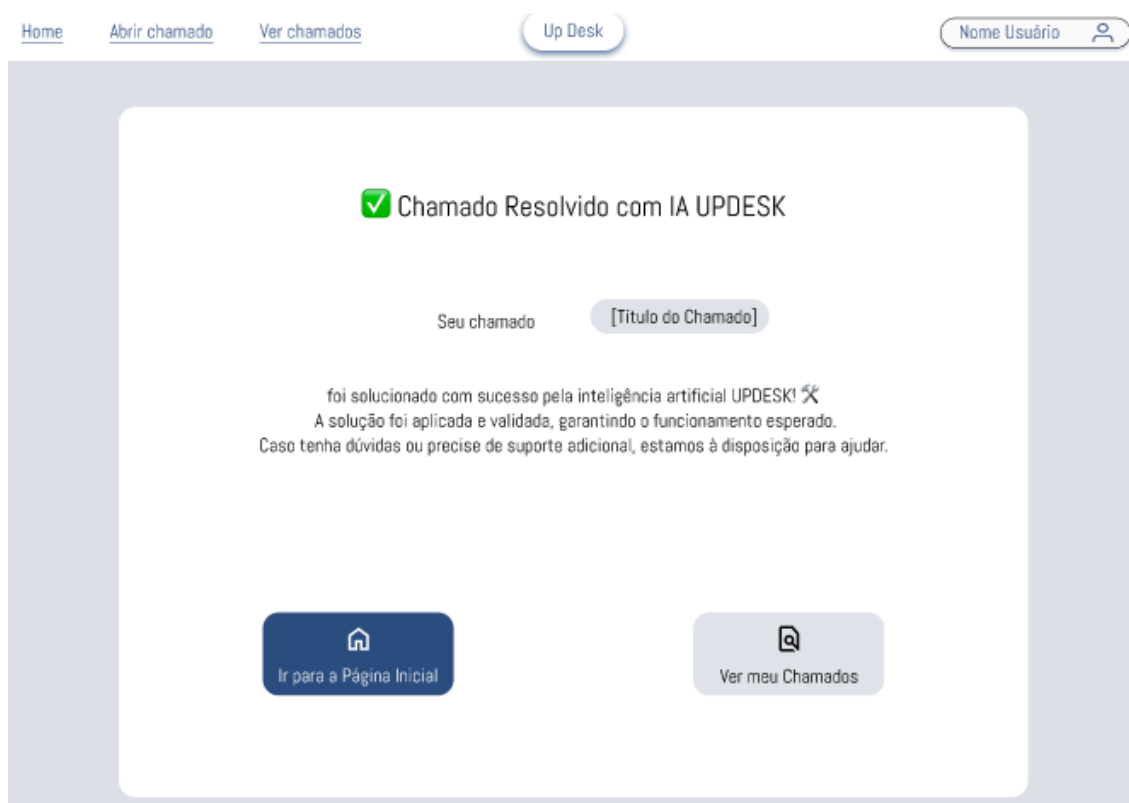 Home Abrir chamado Ver chamados Up Desk Nome Usuário
✅ Chamado Resolvido com IA UPDESK
Seu chamado [Titulo do Chamado]
foi solucionado com sucesso pela inteligência artificial UPDESK! 🛠
A solução foi aplicada e validada, garantindo o funcionamento esperado.
Caso tenha dúvidas ou precise de suporte adicional, estamos à disposição para ajudar.
Ir para a Página Inicial Ver meu Chamados